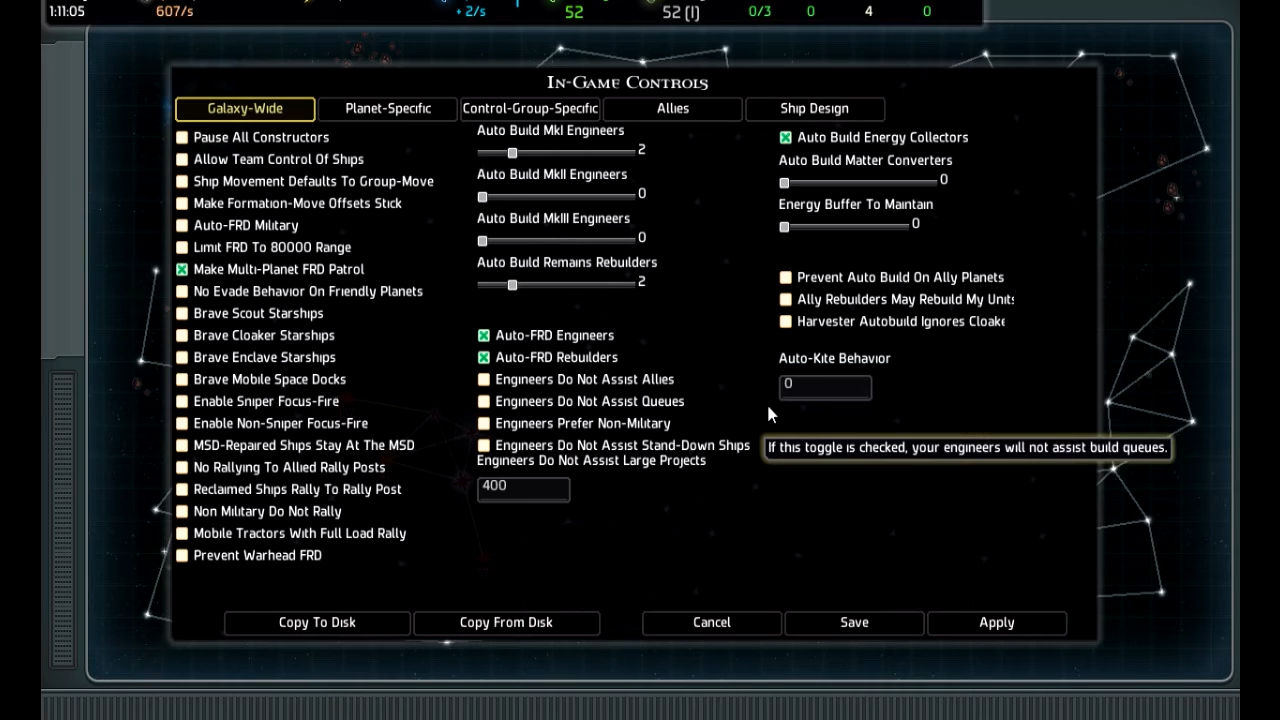 1:11:05 607/s + 2/s 52 52 (I) 0/3 0 4 0
In-Game Controls
Galaxy-Wide Planet-Specific Control-Group-Specific Allies Ship Design
Pause All Constructors
Allow Team Control Of Ships
Ship Movement Defaults To Group-Move
Make Formation-Move Offsets Stick
Auto-FRD Military
Limit FRD To 80000 Range
Make Multi-Planet FRD Patrol
No Evade Behavior On Friendly Planets
Brave Scout Starships
Brave Cloaker Starships
Brave Enclave Starships
Brave Mobile Space Docks
Enable Sniper Focus-Fire
Enable Non-Sniper Focus-Fire
MSD-Repaired Ships Stay At The MSD
No Rallying To Allied Rally Posts
Reclaimed Ships Rally To Rally Post
Non Military Do Not Rally
Mobile Tractors With Full Load Rally
Prevent Warhead FRD
Auto Build MkI Engineers
2
Auto Build MkII Engineers
0
Auto Build MkIII Engineers
0
Auto Build Remains Rebuilders
2
Auto-FRD Engineers
Auto-FRD Rebuilders
Engineers Do Not Assist Allies
Engineers Do Not Assist Queues
Engineers Prefer Non-Military
Engineers Do Not Assist Stand-Down Ships
Engineers Do Not Assist Large Projects
400
Auto Build Energy Collectors
Auto Build Matter Converters
0
Energy Buffer To Maintain
0
Prevent Auto Build On Ally Planets
Ally Rebuilders May Rebuild My Units
Harvester Autobuild Ignores Cloake
Auto-Kite Behavior
0
If this toggle is checked, your engineers will not assist build queues.
Copy To Disk Copy From Disk Cancel Save Apply